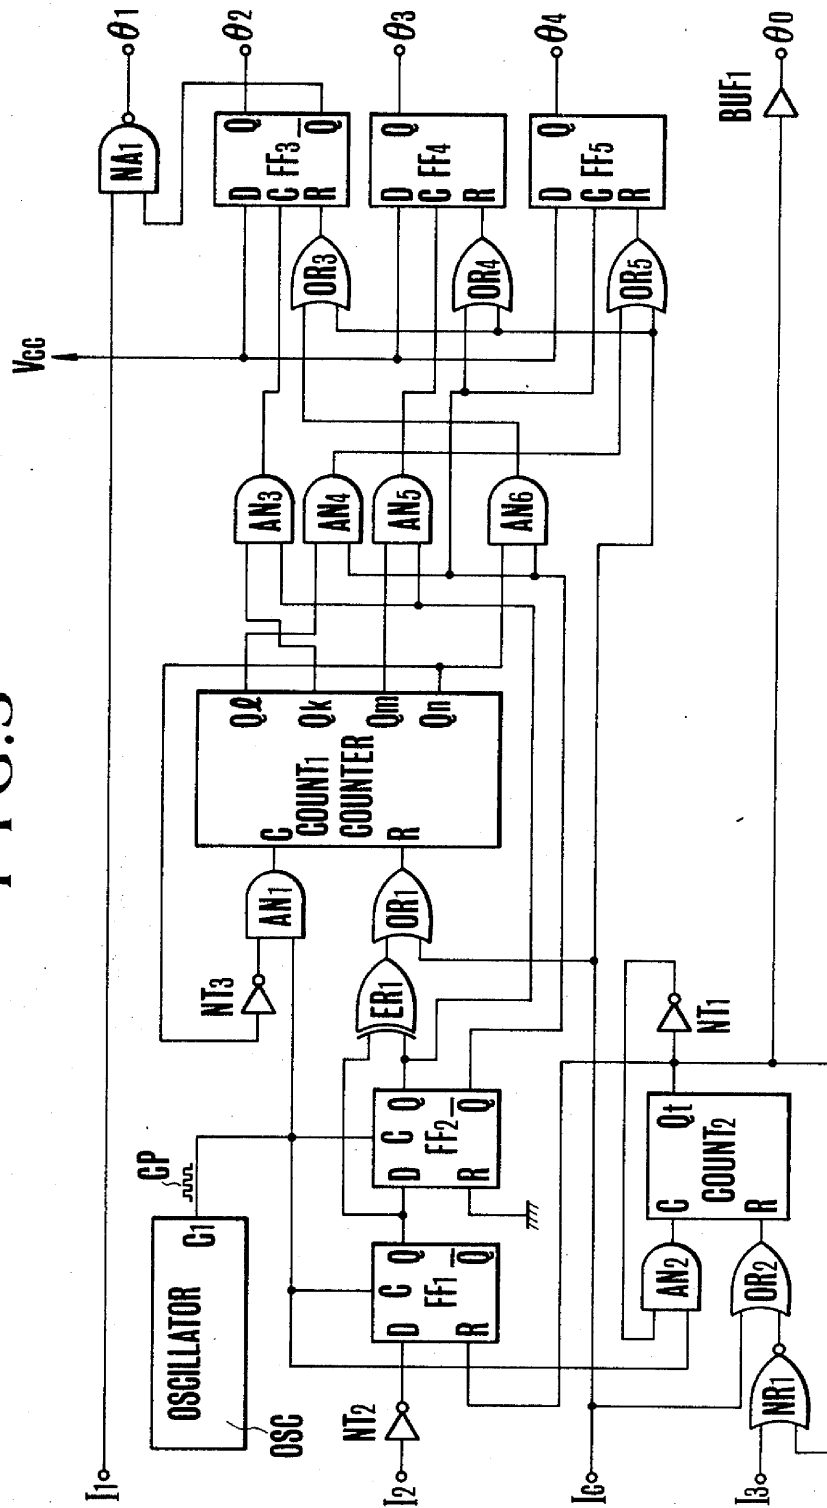 FIG.5
I1
θ1
NA1
θ2
Q
D
FF3
C
Q
R
θ3
Q
D
FF4
C
R
θ4
Q
D
FF5
C
R
θ0
BUF1
OR3
OR4
OR5
Vcc
AN3
AN4
AN5
AN6
Ql
Qk
Qm
Qn
COUNT1
COUNTER
C
R
AN1
NT3
OR1
ER1
CP
OSCILLATOR
C1
OSC
D
C
Q
FF2
R
Q
D
C
Q
FF1
R
Q
NT2
I2
NT1
Qt
COUNT2
C
R
AN2
OR2
NR1
IC
I3